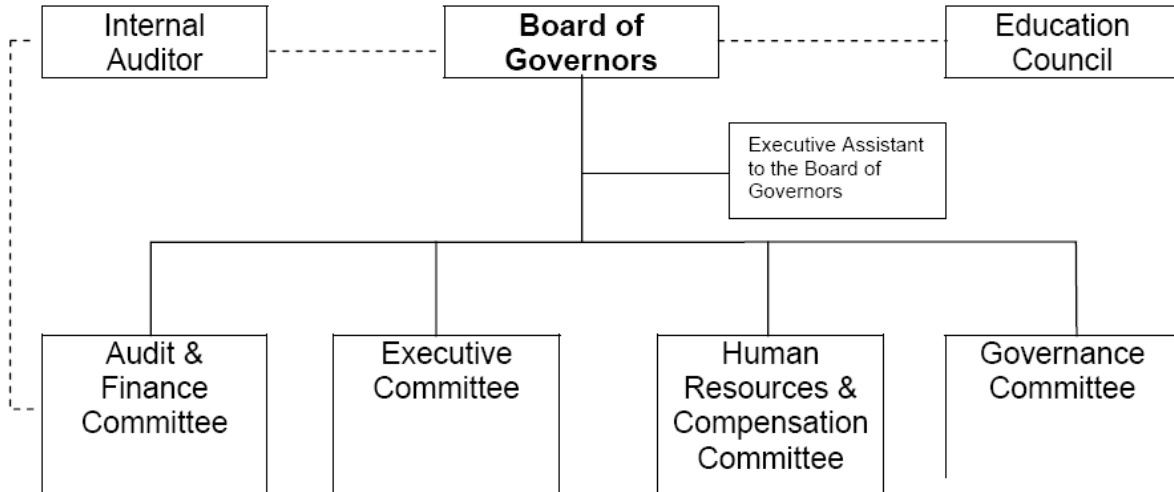 Internal
Auditor
Board of
Governors
Education
Council
Executive Assistant
to the Board of
Governors
Audit &
Finance
Committee
Executive
Committee
Human
Resources &
Compensation
Committee
Governance
Committee